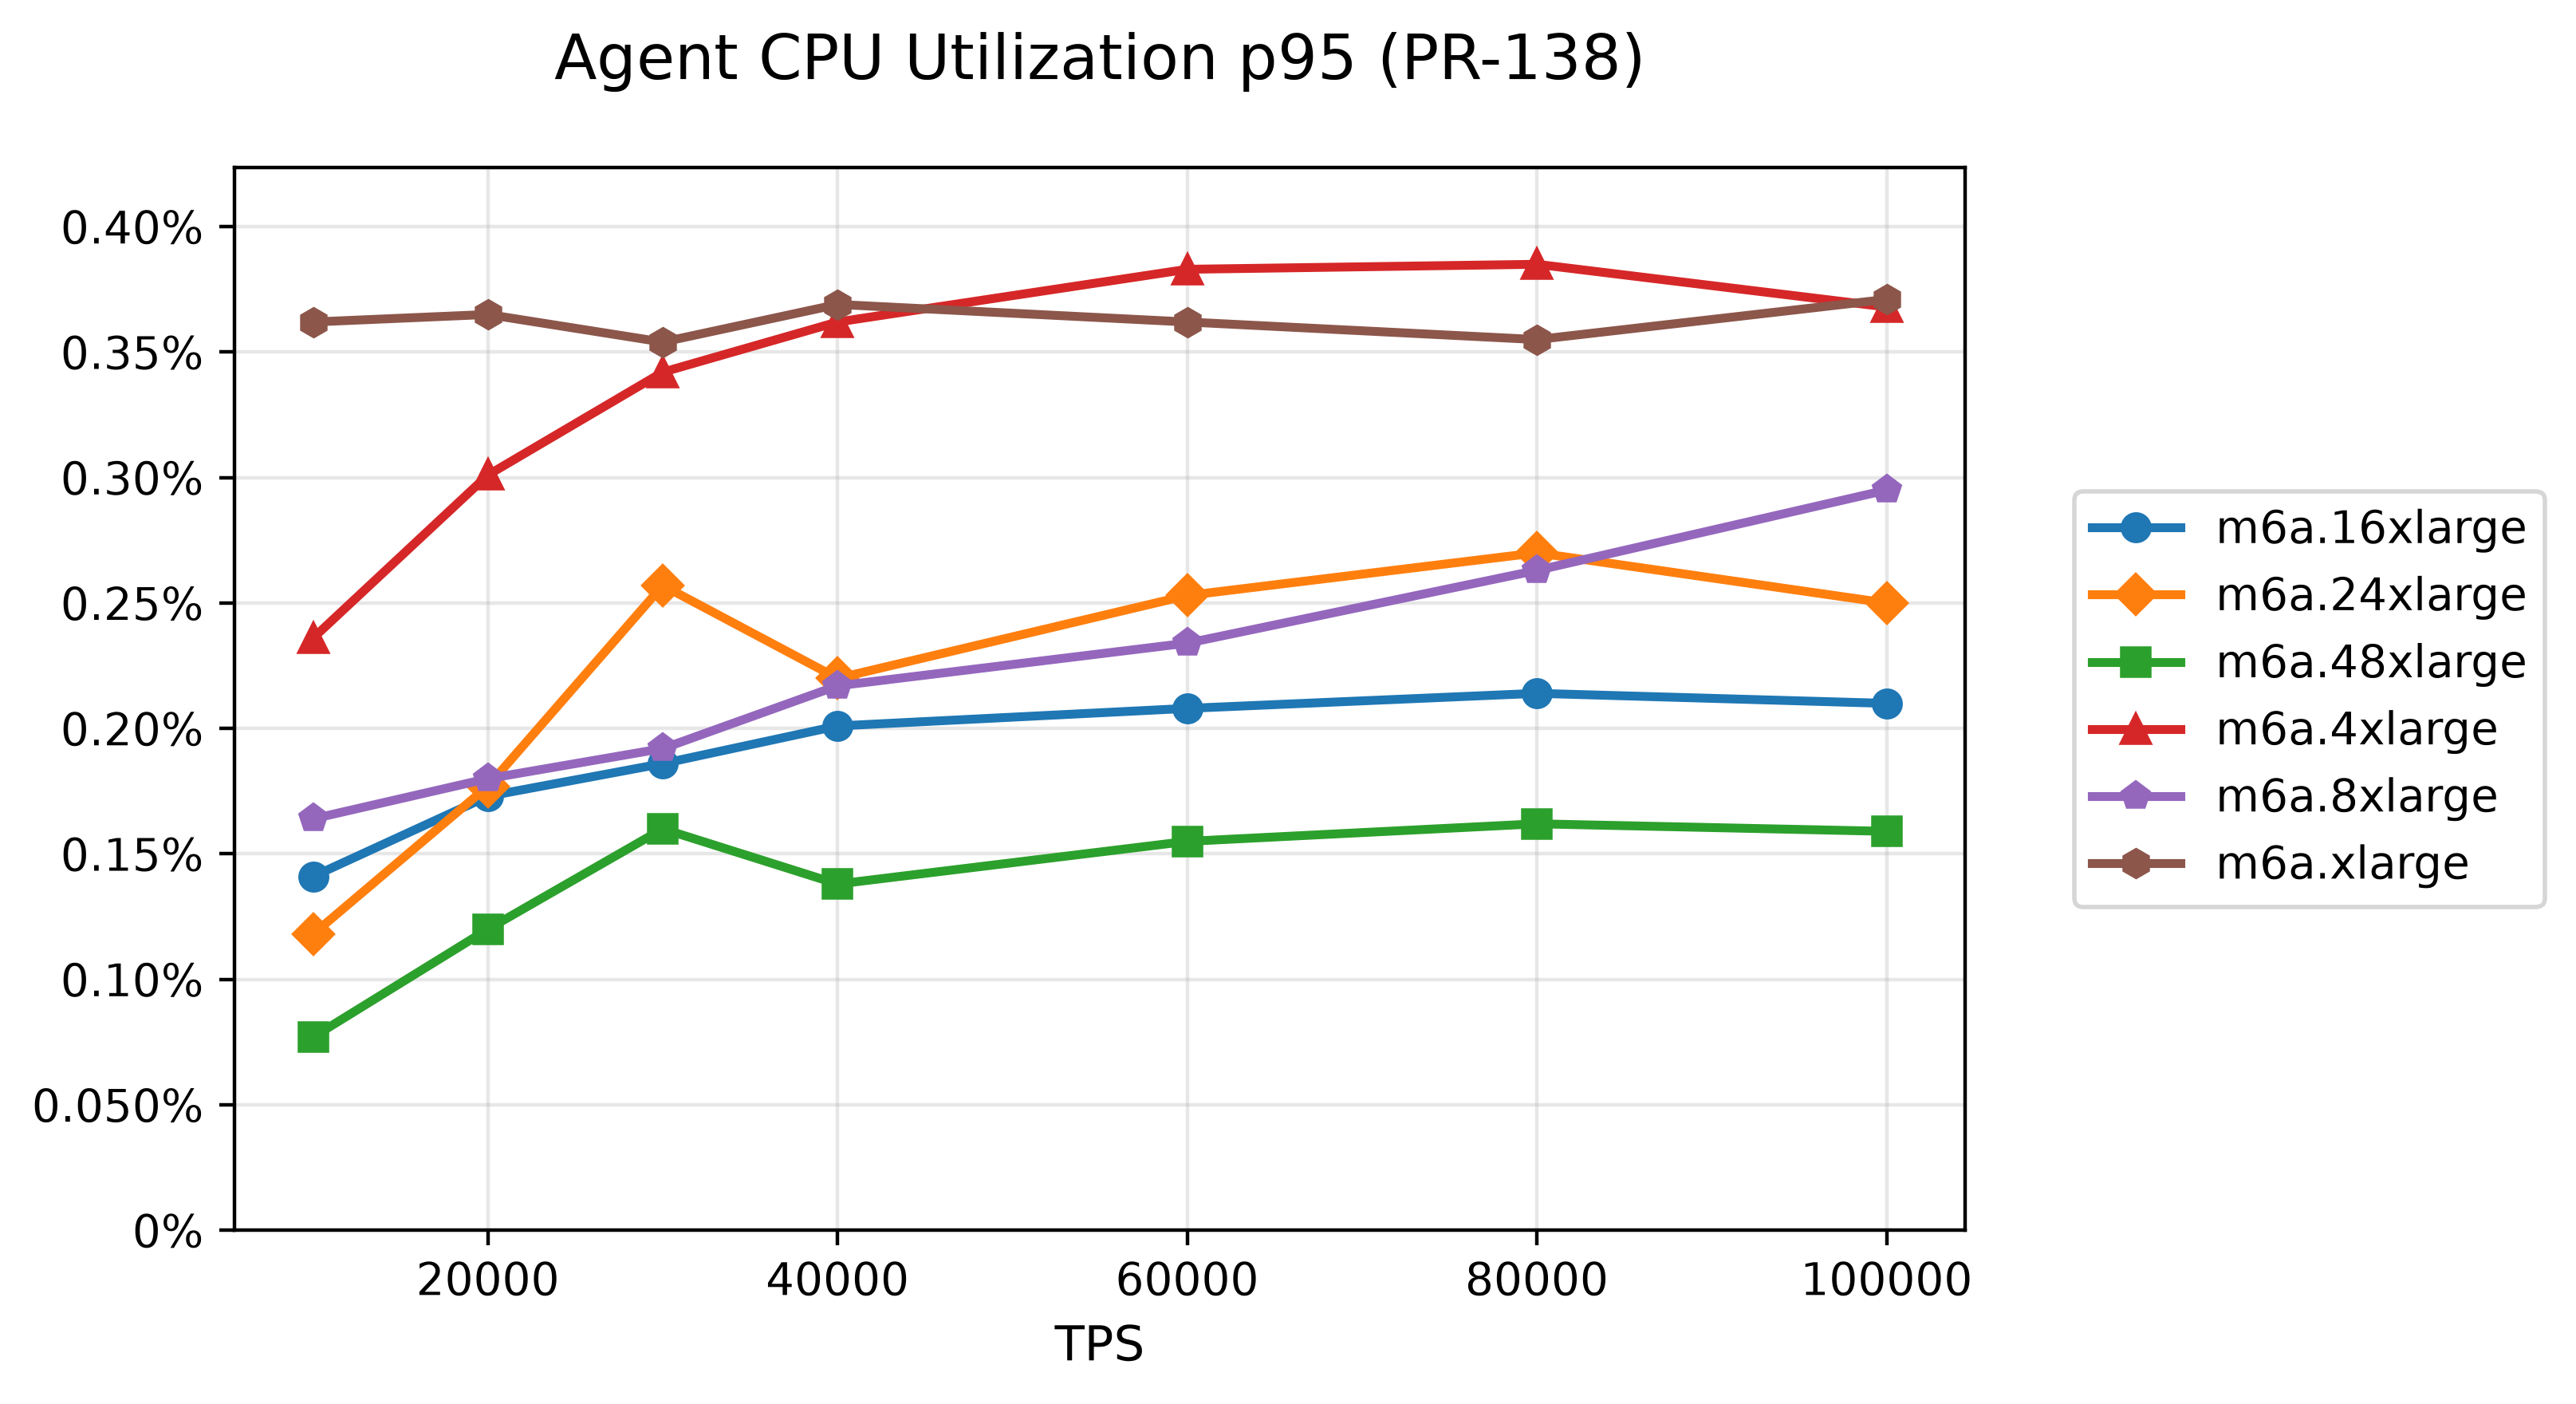 Agent CPU Utilization p95 (PR-138)
0.40%
0.35%
0.30%
0.25%
0.20%
0.15%
0.10%
0.050%
0%
20000 40000 60000 80000 100000
TPS
m6a.16xlarge
m6a.24xlarge
m6a.48xlarge
m6a.4xlarge
m6a.8xlarge
m6a.xlarge